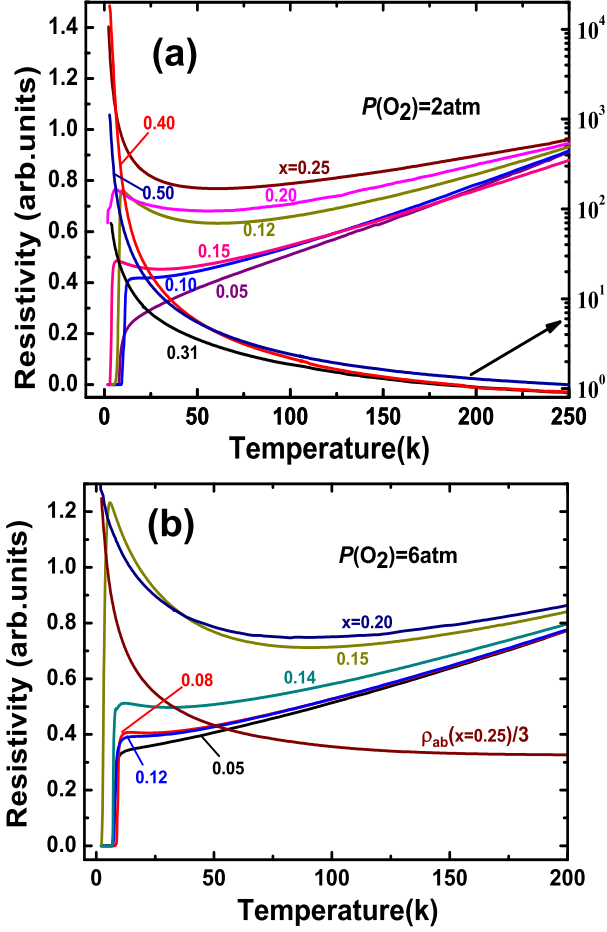 (a)
P(O2)=2atm
Resistivity (arb.units)
1.4
1.2
1.0
0.8
0.6
0.4
0.2
0.0
10^4
10^3
10^2
10^1
10^0
0.40
0.50
x=0.25
0.20
0.12
0.15
0.10
0.05
0.31
0 50 100 150 200 250
Temperature(k)
(b)
P(O2)=6atm
Resistivity (arb.units)
1.2
1.0
0.8
0.6
0.4
0.2
0.0
x=0.20
0.15
0.14
0.08
0.12
0.05
ρab(x=0.25)/3
0 50 100 150 200
Temperature(k)